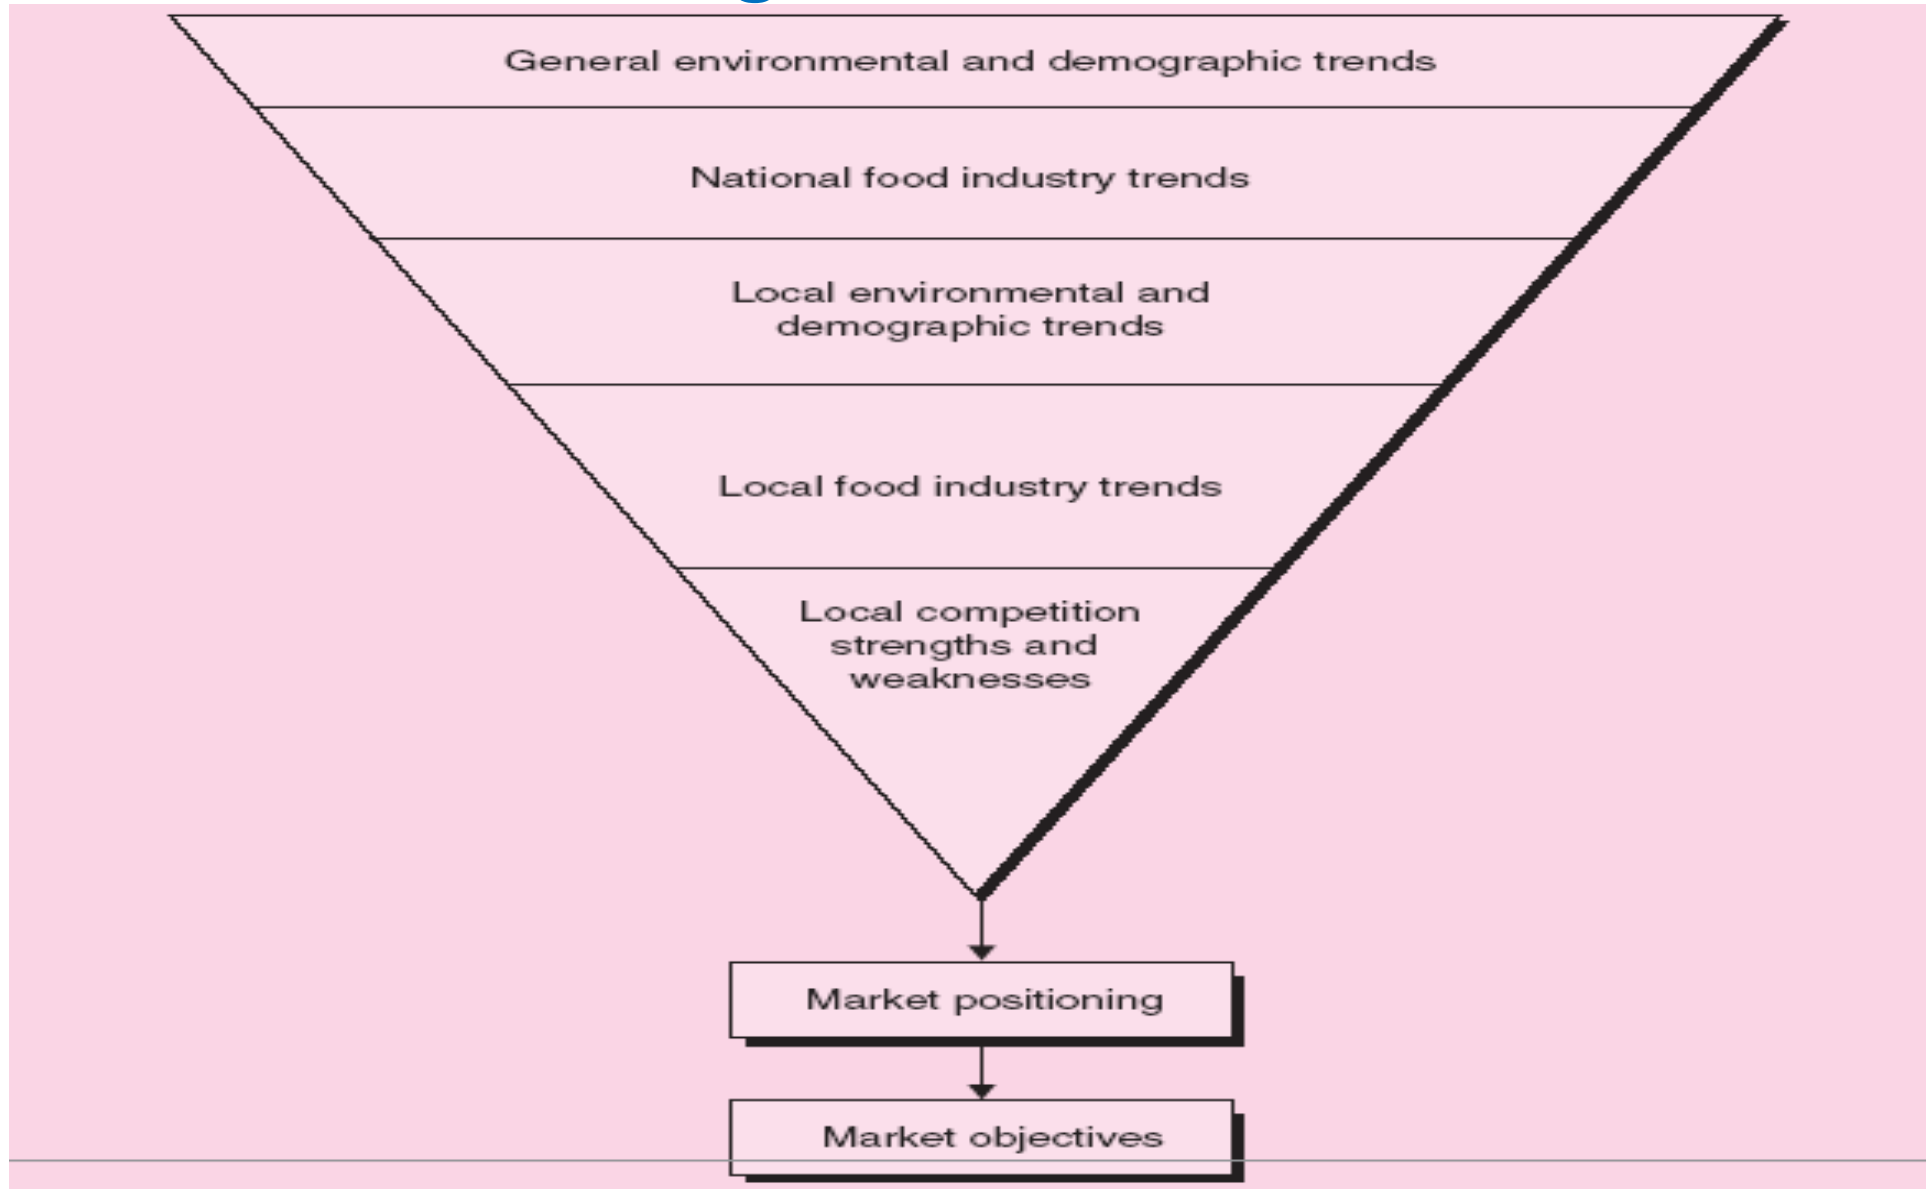 General environmental and demographic trends
National food industry trends
Local environmental and
demographic trends
Local food industry trends
Local competition
strengths and
weaknesses
Market positioning
Market objectives